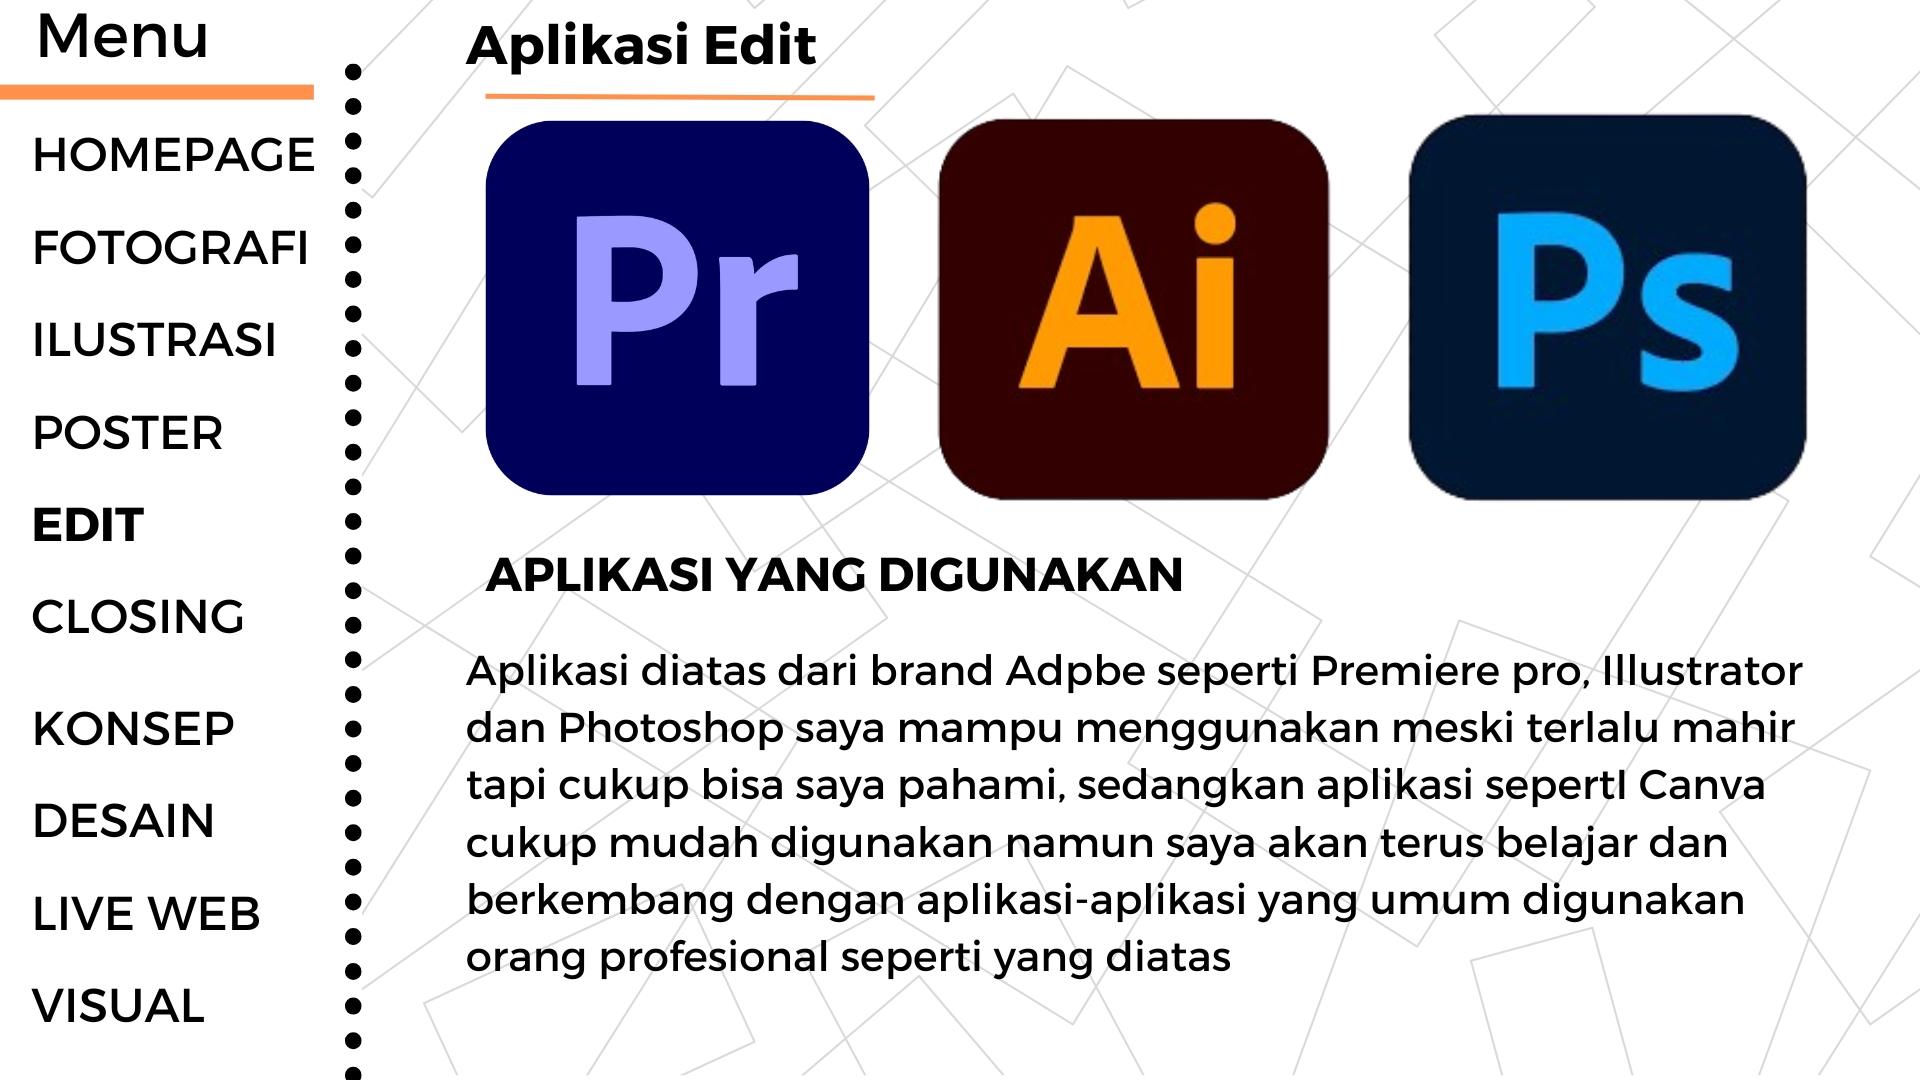 Menu
HOMEPAGE
FOTOGRAFI
ILUSTRASI
POSTER
EDIT
CLOSING
KONSEP
DESAIN
LIVE WEB
VISUAL
Aplikasi Edit
Pr
Ai
Ps
APLIKASI YANG DIGUNAKAN
Aplikasi diatas dari brand Adpbe seperti Premiere pro, Illustrator
dan Photoshop saya mampu menggunakan meski terlalu mahir
tapi cukup bisa saya pahami, sedangkan aplikasi sepertI Canva
cukup mudah digunakan namun saya akan terus belajar dan
berkembang dengan aplikasi-aplikasi yang umum digunakan
orang profesional seperti yang diatas